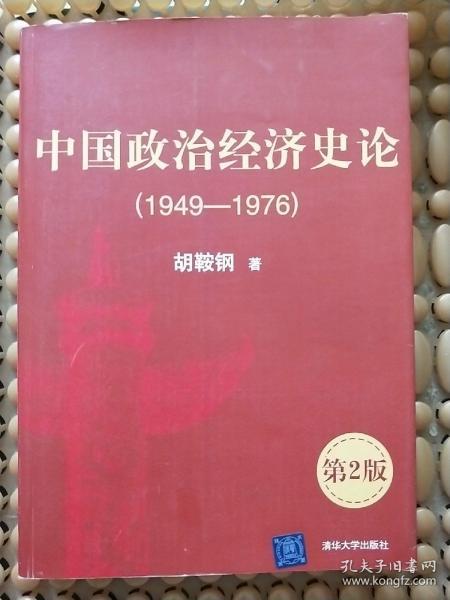 中国政治经济史论
(1949—1976)
胡鞍钢 著
第2版
清华大学出版社
孔夫子旧书网
www.kongfz.com